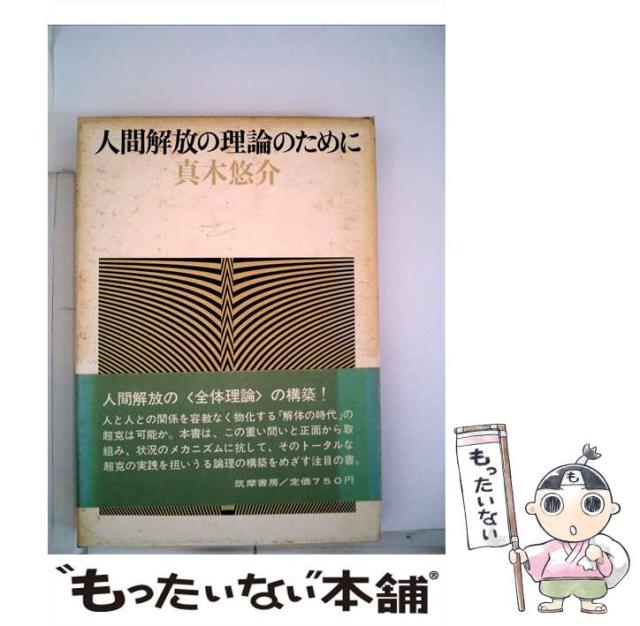 人間解放の理論のために
真木悠介
人間解放の〈全体理論〉の構築！
人と人との関係を容赦なく物化する「解体の時代」の
超克は可能か。本書は、この重い問いと正面から取
組み、状況のメカニズムに抗して、そのトータルな
超克の実践を担いうる論理の構築をめざす注目の書。
筑摩書房／定価750円
も
もったいない
"もったいない"本舗®